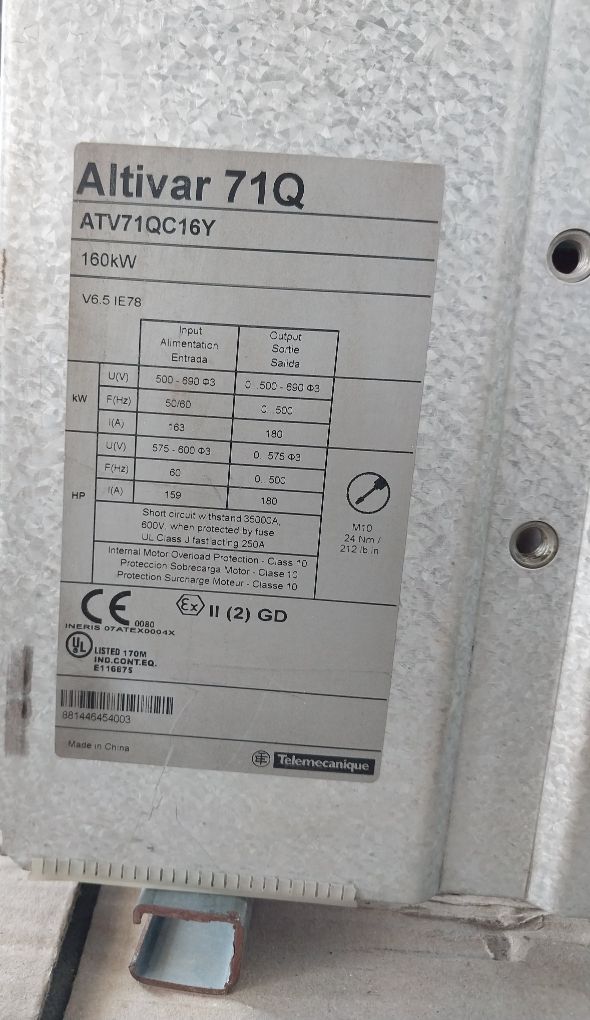 Altivar 71Q
ATV71QC16Y
160kW
V6.5 IE78
Input Output
Alimentation Sortie
Entrada Salida
kW
U(V) 500 - 690 Φ3 0...500 - 690 Φ3
F(Hz) 50/60 0...500
I(A) 163 180
HP
U(V) 575 - 600 Φ3 0...575 Φ3
F(Hz) 60 0...500
I(A) 159 180
Short circuit withstand 35000A,
600V, when protected by fuse
UL Class J fast acting 250A
M10
24 Nm /
212 lb in
Internal Motor Overload Protection - Class 10
Proteccion Sobrecarga Motor - Clase 10
Protection Surcharge Moteur - Classe 10
CE 0080
Ex II (2) GD
INERIS 07ATEX0004X
UL LISTED 170M
IND.CONT.EQ.
E116875
881446454003
Made in China
Telemecanique